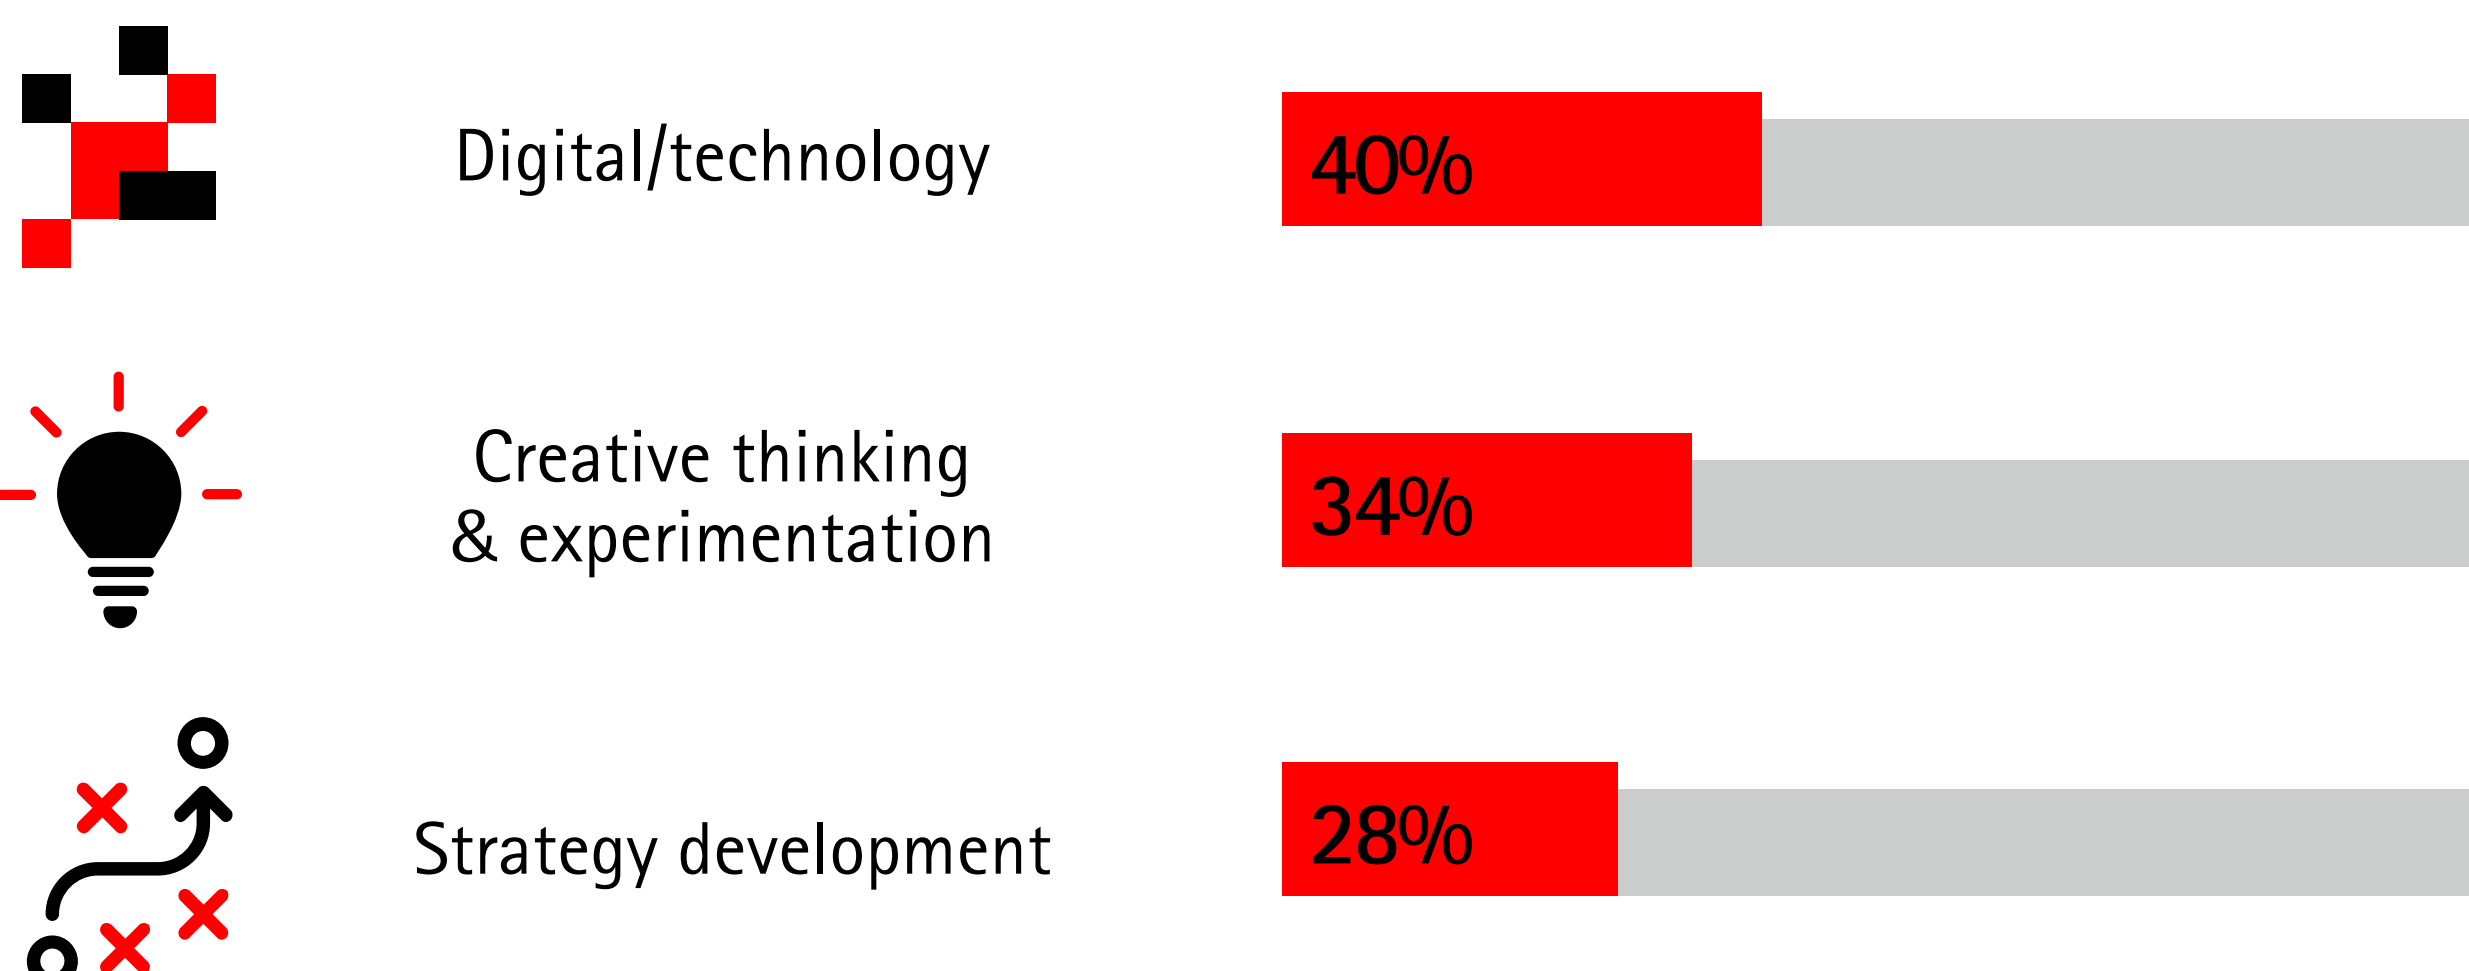 Digital/technology
40%
Creative thinking
& experimentation
34%
Strategy development
28%